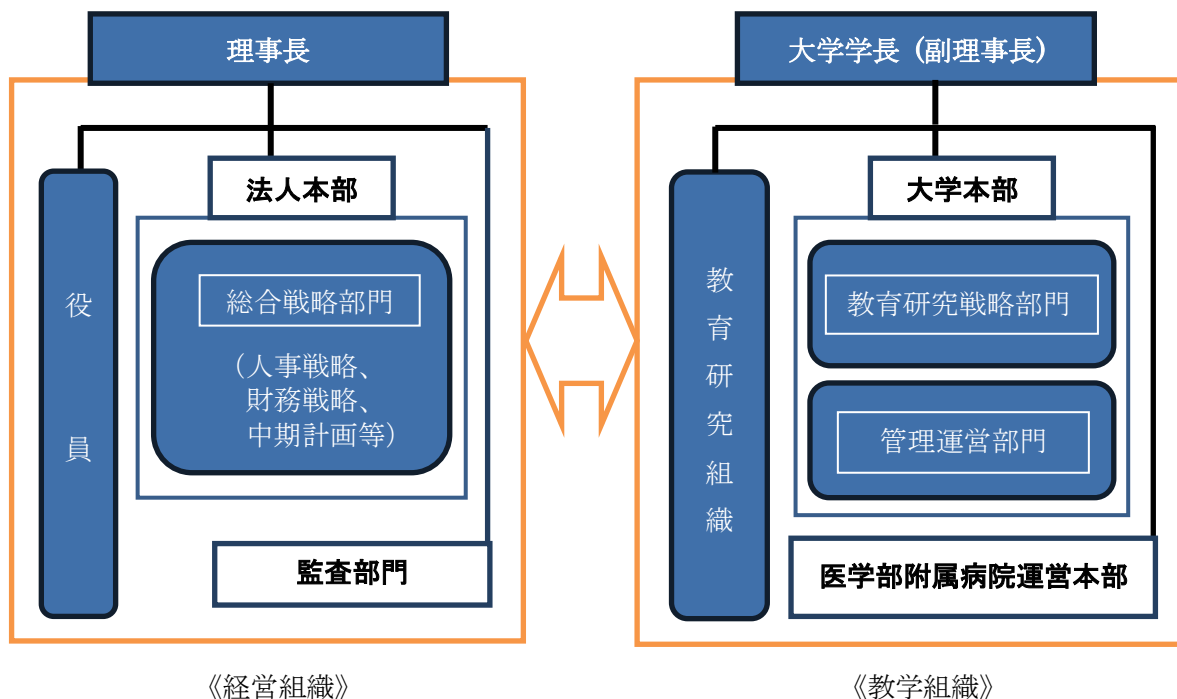 理事長
役員
法人本部
総合戦略部門
(人事戦略、
財務戦略、
中期計画等)
監査部門
《経営組織》
大学学長 (副理事長)
教育研究組織
大学本部
教育研究戦略部門
管理運営部門
医学部附属病院運営本部
《教学組織》